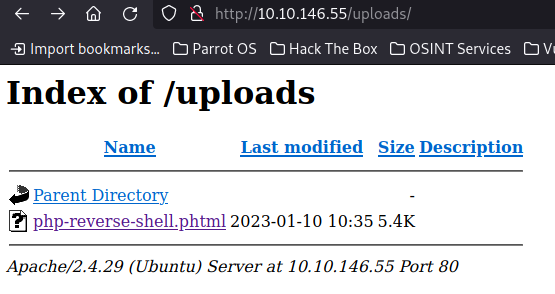 http://10.10.146.55/uploads/
Import bookmarks... Parrot OS Hack The Box OSINT Services
Index of /uploads
Name Last modified Size Description
Parent Directory -
php-reverse-shell.phtml 2023-01-10 10:35 5.4K
Apache/2.4.29 (Ubuntu) Server at 10.10.146.55 Port 80